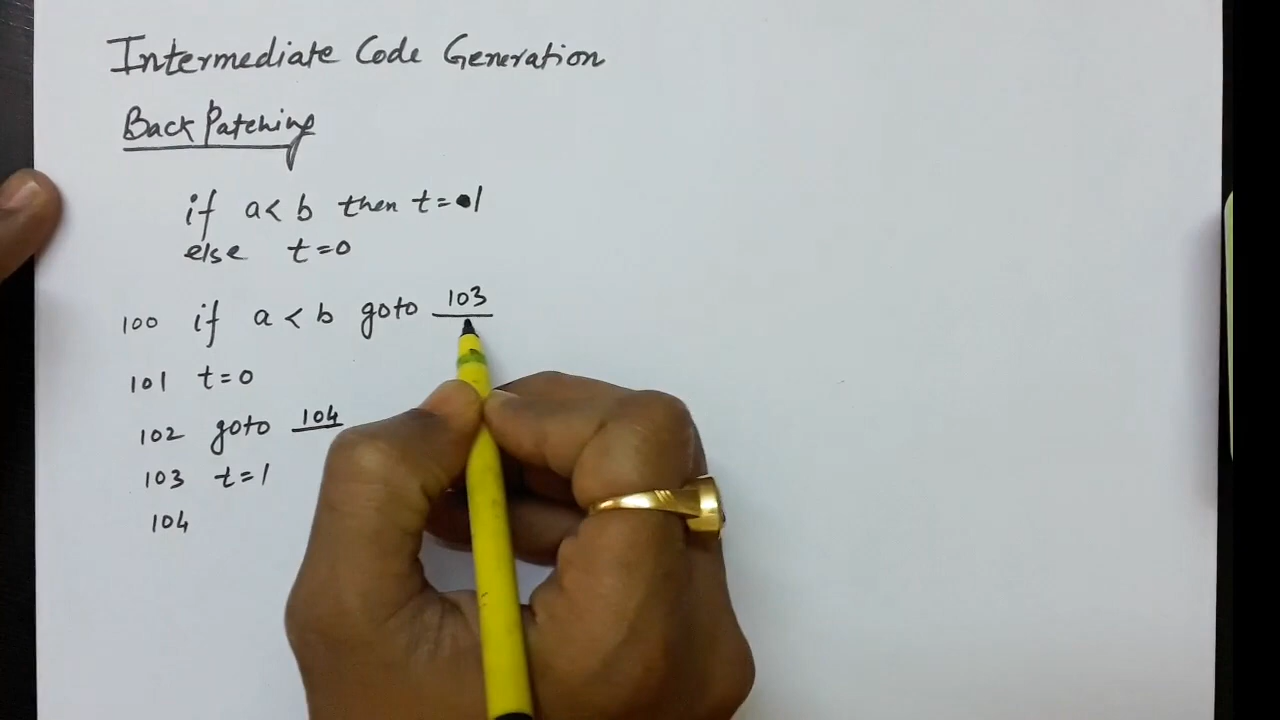 Intermediate Code Generation
Back Patching
if a < b then t = 1
else t = 0
100 if a < b goto 103
101 t = 0
102 goto 104
103 t = 1
104